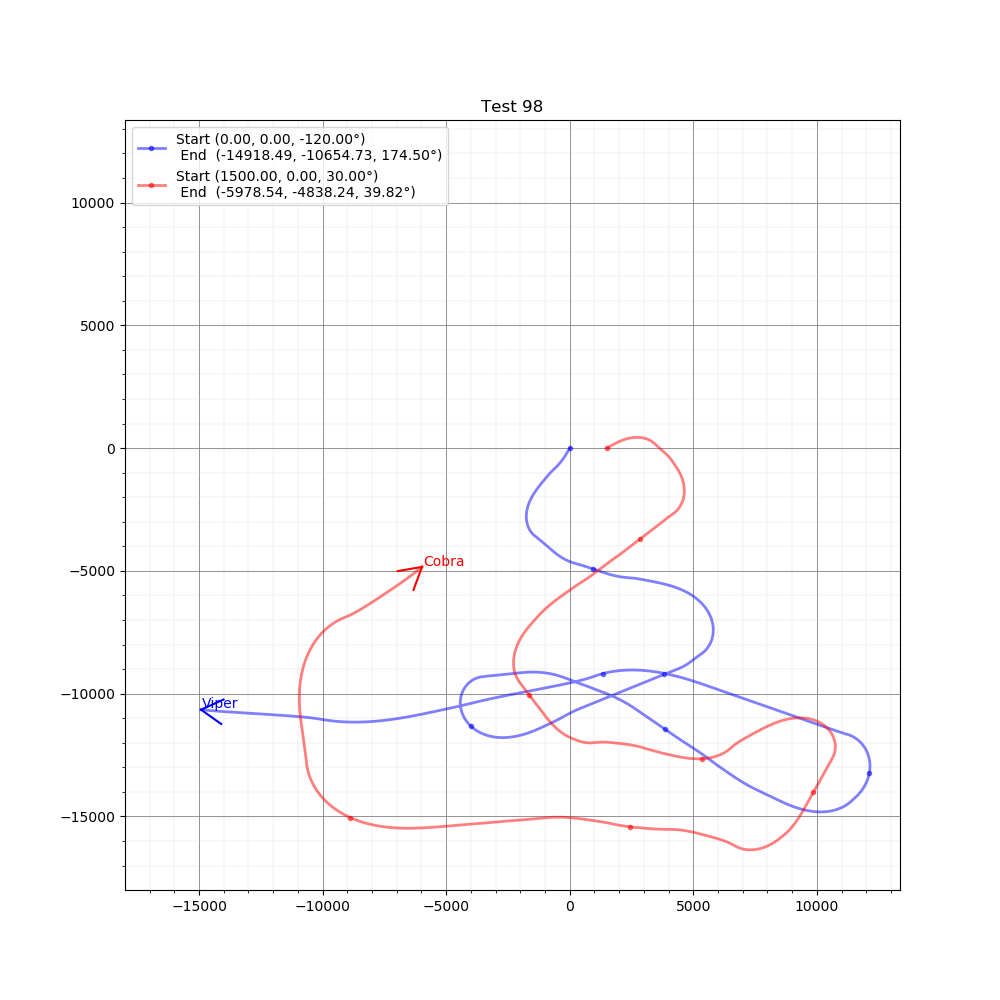 Test 98
Start (0.00, 0.00, -120.00°)
End  (-14918.49, -10654.73, 174.50°)
Start (1500.00, 0.00, 30.00°)
End  (-5978.54, -4838.24, 39.82°)
10000
5000
0
−5000
−10000
−15000
Cobra
Viper
−15000
−10000
−5000
0
5000
10000